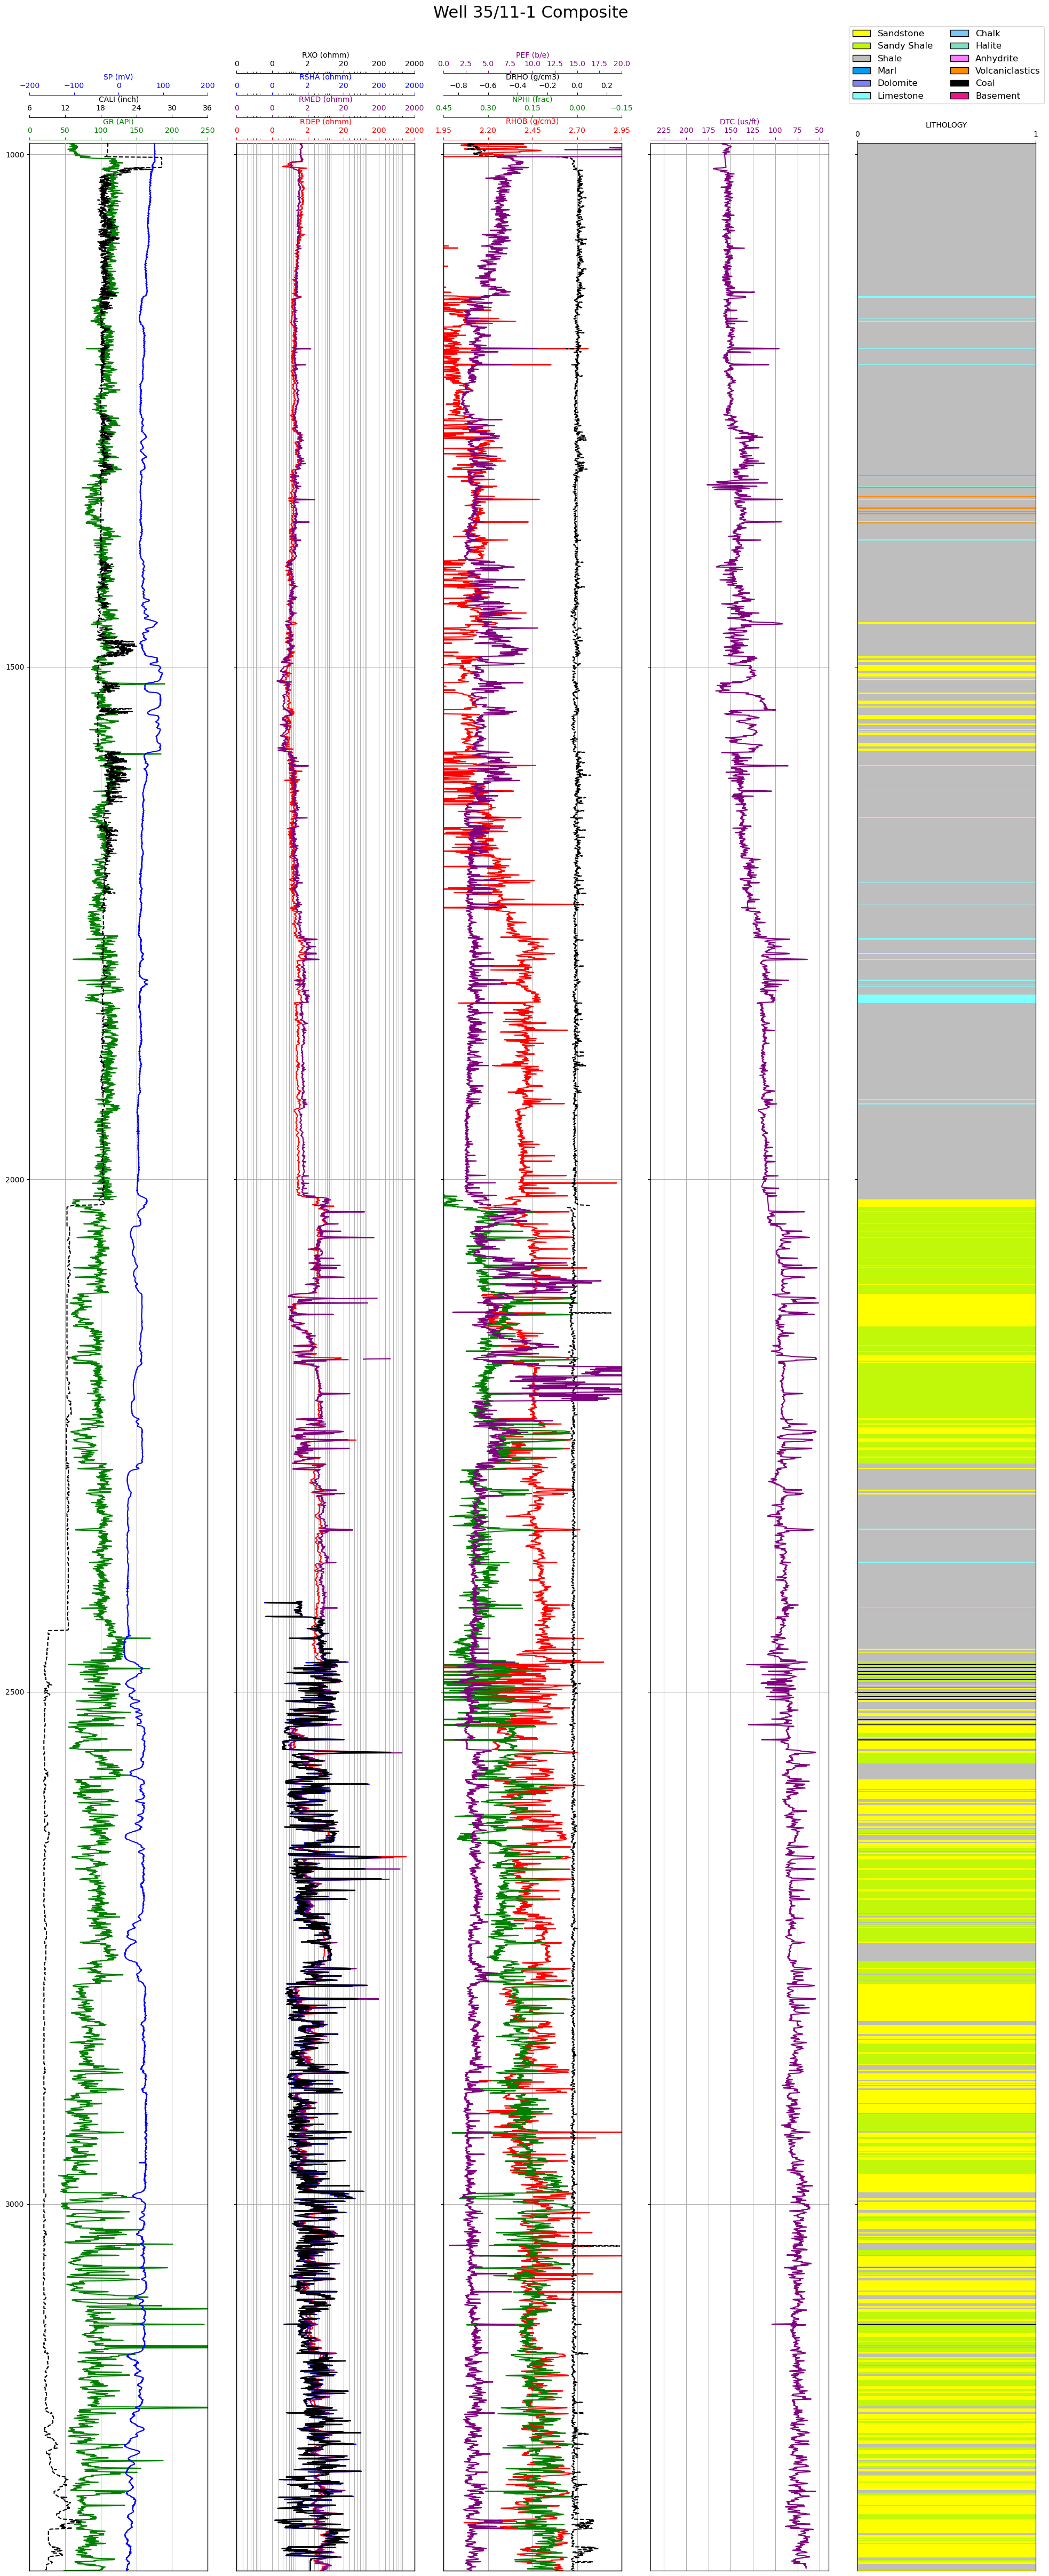 Well 35/11-1 Composite
Sandstone Chalk
Sandy Shale Halite
Shale Anhydrite
Marl Volcaniclastics
Dolomite Coal
Limestone Basement
SP (mV)
−200 −100 0 100 200
CALI (inch)
6 12 18 24 30 36
GR (API)
0 50 100 150 200 250
RXO (ohmm)
0 0 2 20 200 2000
RSHA (ohmm)
0 0 2 20 200 2000
RMED (ohmm)
0 0 2 20 200 2000
RDEP (ohmm)
0 0 2 20 200 2000
PEF (b/e)
0.0 2.5 5.0 7.5 10.0 12.5 15.0 17.5 20.0
DRHO (g/cm3)
−0.8 −0.6 −0.4 −0.2 0.0 0.2
NPHI (frac)
0.45 0.30 0.15 0.00 −0.15
RHOB (g/cm3)
1.95 2.20 2.45 2.70 2.95
DTC (us/ft)
225 200 175 150 125 100 75 50
LITHOLOGY
0 1
1000
1500
2000
2500
3000